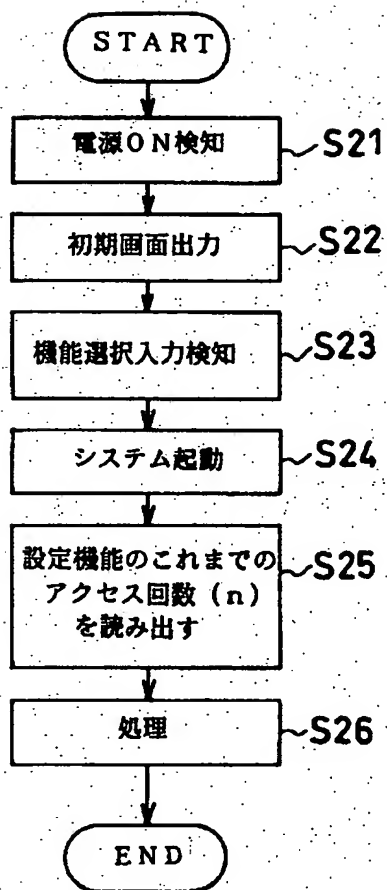 START
電源ON検知
S21
初期画面出力
S22
機能選択入力検知
S23
システム起動
S24
設定機能のこれまでの
アクセス回数(n)
を読み出す
S25
処理
S26
END